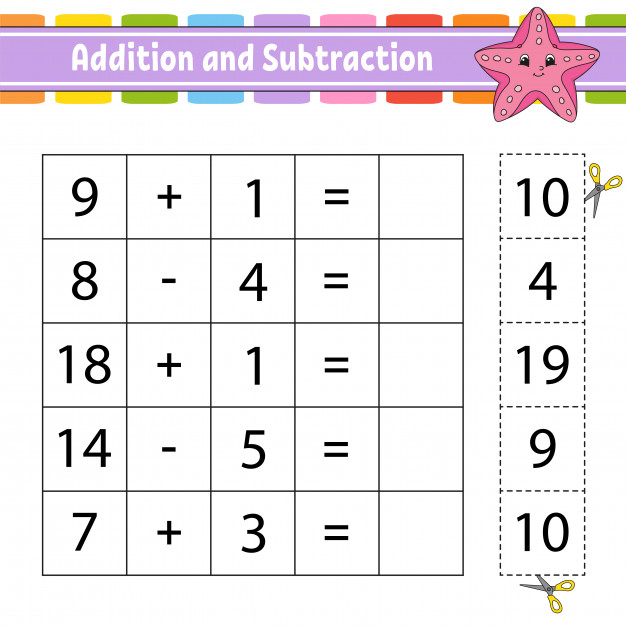 Addition and Subtraction
9 + 1 = 10
8 - 4 = 4
18 + 1 = 19
14 - 5 = 9
7 + 3 = 10